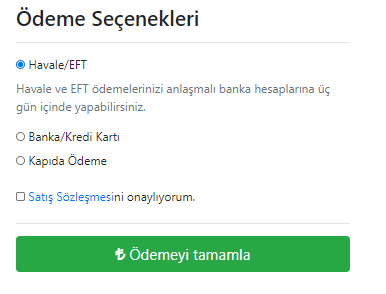 Ödeme Seçenekleri
Havale/EFT
Havale ve EFT ödemelerinizi anlaşmalı banka hesaplarına üç
gün içinde yapabilirsiniz.
Banka/Kredi Kartı
Kapıda Ödeme
Satış Sözleşmesini onaylıyorum.
₺ Ödemeyi tamamla